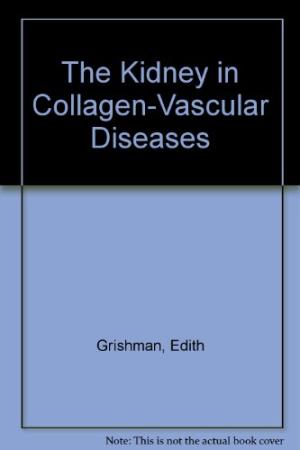 The Kidney in
Collagen-Vascular
Diseases
Grishman, Edith
Note: This is not the actual book cover